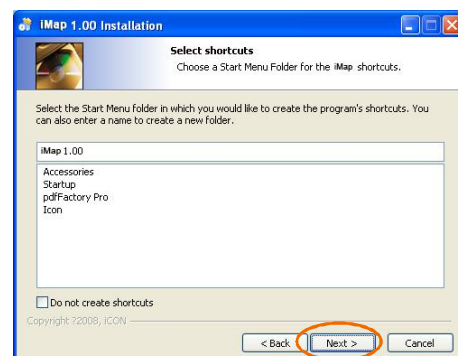 iMap 1.00 Installation
Select shortcuts
Choose a Start Menu Folder for the iMap shortcuts.
Select the Start Menu folder in which you would like to create the program's shortcuts. You
can also enter a name to create a new folder.
iMap 1.00
Accessories
Startup
pdfFactory Pro
Icon
Do not create shortcuts
Copyright ?2008, iCON
< Back
Next >
Cancel